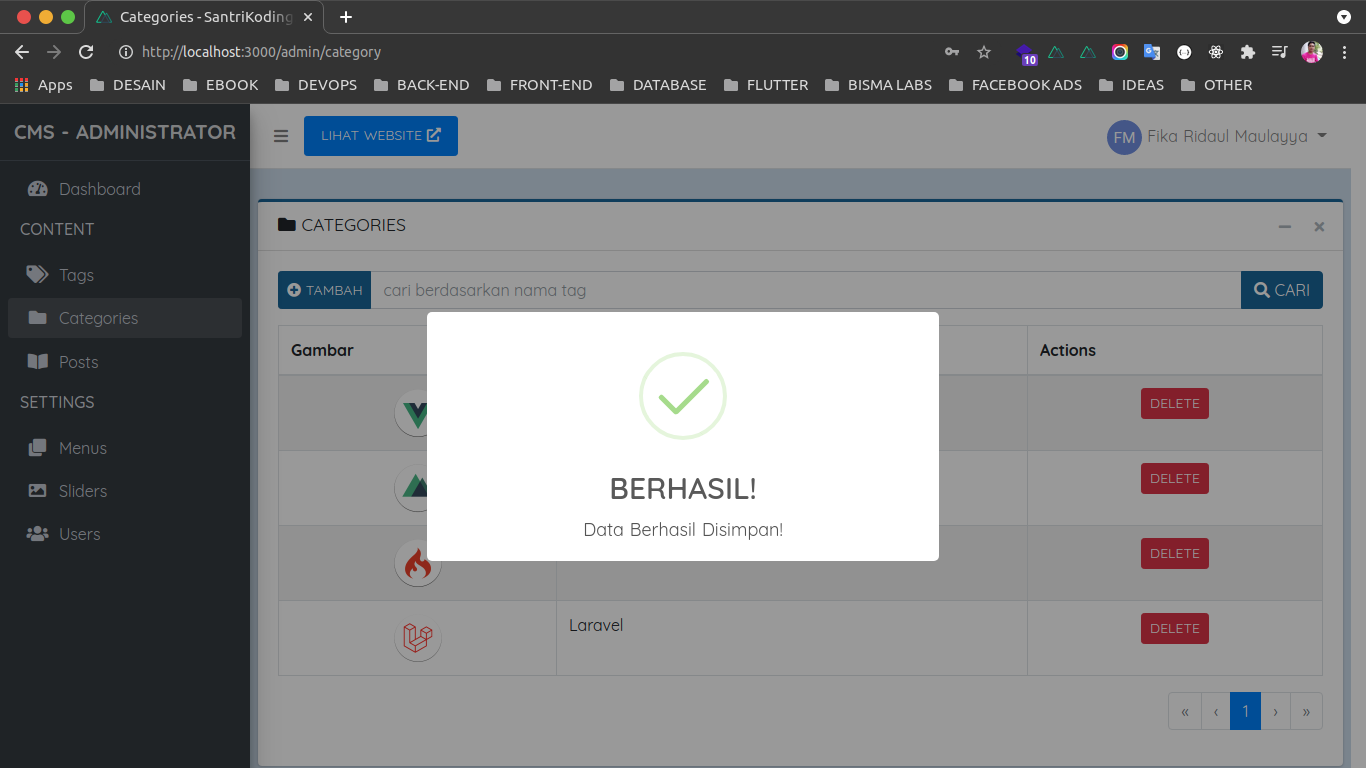 Categories - SantriKoding
http://localhost:3000/admin/category
10
Apps DESAIN EBOOK DEVOPS BACK-END FRONT-END DATABASE FLUTTER BISMA LABS FACEBOOK ADS IDEAS OTHER
CMS - ADMINISTRATOR
LIHAT WEBSITE
FM Fika Ridaul Maulayya
Dashboard
CONTENT
Tags
Categories
Posts
SETTINGS
Menus
Sliders
Users
CATEGORIES
TAMBAH cari berdasarkan nama tag CARI
Gambar Actions
DELETE
DELETE
DELETE
Laravel DELETE
BERHASIL!
Data Berhasil Disimpan!
« ‹ 1 › »